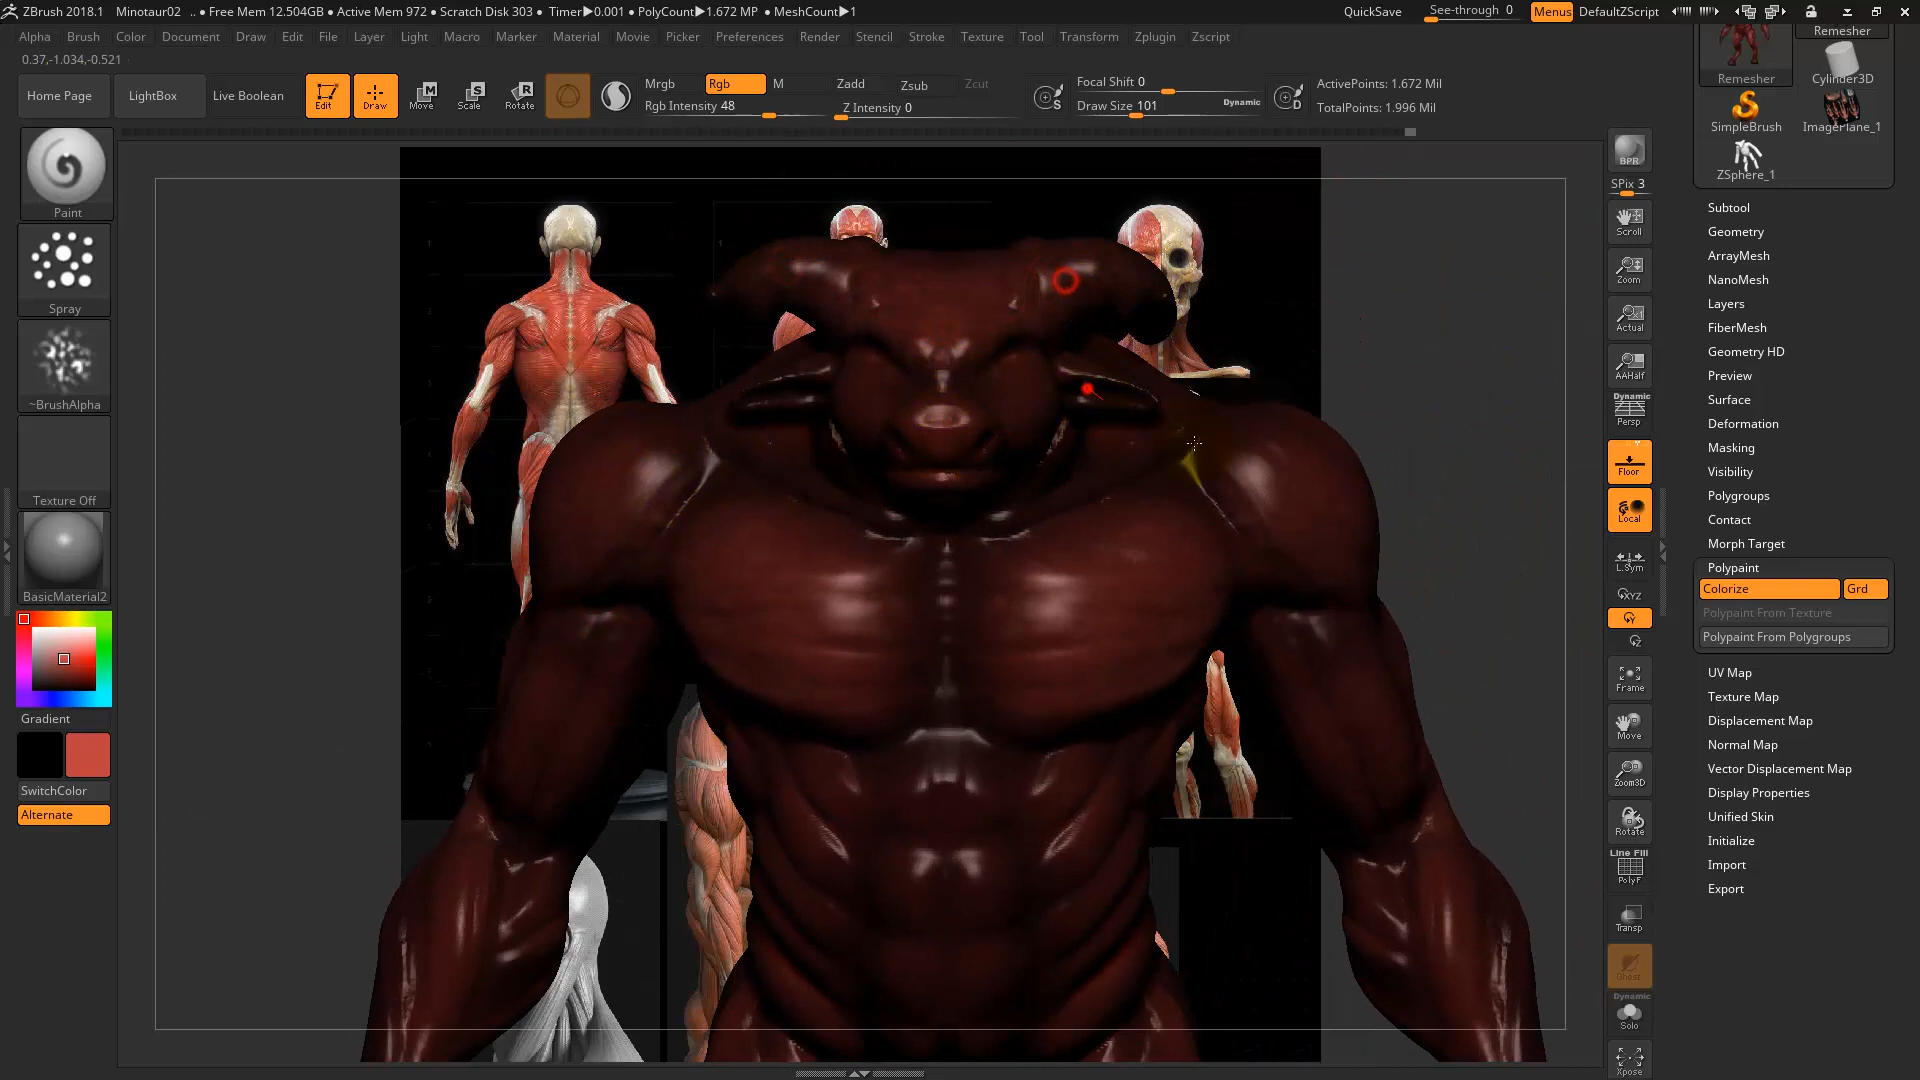 ZBrush 2018.1 Minotaur02 .. • Free Mem 12.504GB • Active Mem 972 • Scratch Disk 303 • Timer▶0.001 • PolyCount▶1.672 MP • MeshCount▶1 QuickSave See-through 0 Menus DefaultZScript
Alpha Brush Color Document Draw Edit File Layer Light Macro Marker Material Movie Picker Preferences Render Stencil Stroke Texture Tool Transform Zplugin Zscript
0.37,-1.034,-0.521
Home Page LightBox Live Boolean Edit Draw Move Scale Rotate
Mrgb Rgb M Zadd Zsub Zcut
Rgb Intensity 48 Z Intensity 0
Focal Shift 0
Draw Size 101 Dynamic
ActivePoints: 1.672 Mil
TotalPoints: 1.996 Mil
Paint
Spray
~BrushAlpha
Texture Off
BasicMaterial2
Gradient
SwitchColor
Alternate
BPR
SPix 3
Scroll
Zoom
Actual
AAHalf
Dynamic
Persp
Floor
Local
L.Sym
XYZ
Y
Z
Frame
Move
Zoom3D
Rotate
Line Fill
PolyF
Transp
Ghost
Dynamic
Solo
Xpose
Remesher
Remesher Cylinder3D
SimpleBrush ImagePlane_1
ZSphere_1
Subtool
Geometry
ArrayMesh
NanoMesh
Layers
FiberMesh
Geometry HD
Preview
Surface
Deformation
Masking
Visibility
Polygroups
Contact
Morph Target
Polypaint
Colorize Grd
Polypaint From Texture
Polypaint From Polygroups
UV Map
Texture Map
Displacement Map
Normal Map
Vector Displacement Map
Display Properties
Unified Skin
Initialize
Import
Export